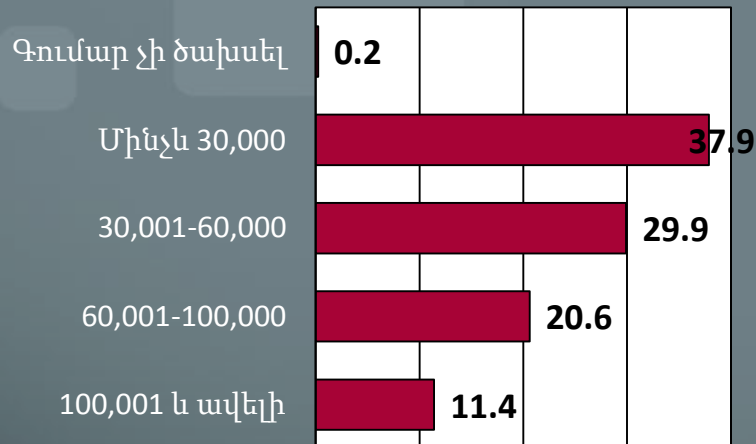 Գումար չի ծախսել 0.2
Մինչև 30,000 37.9
30,001-60,000 29.9
60,001-100,000 20.6
100,001 և ավելի 11.4